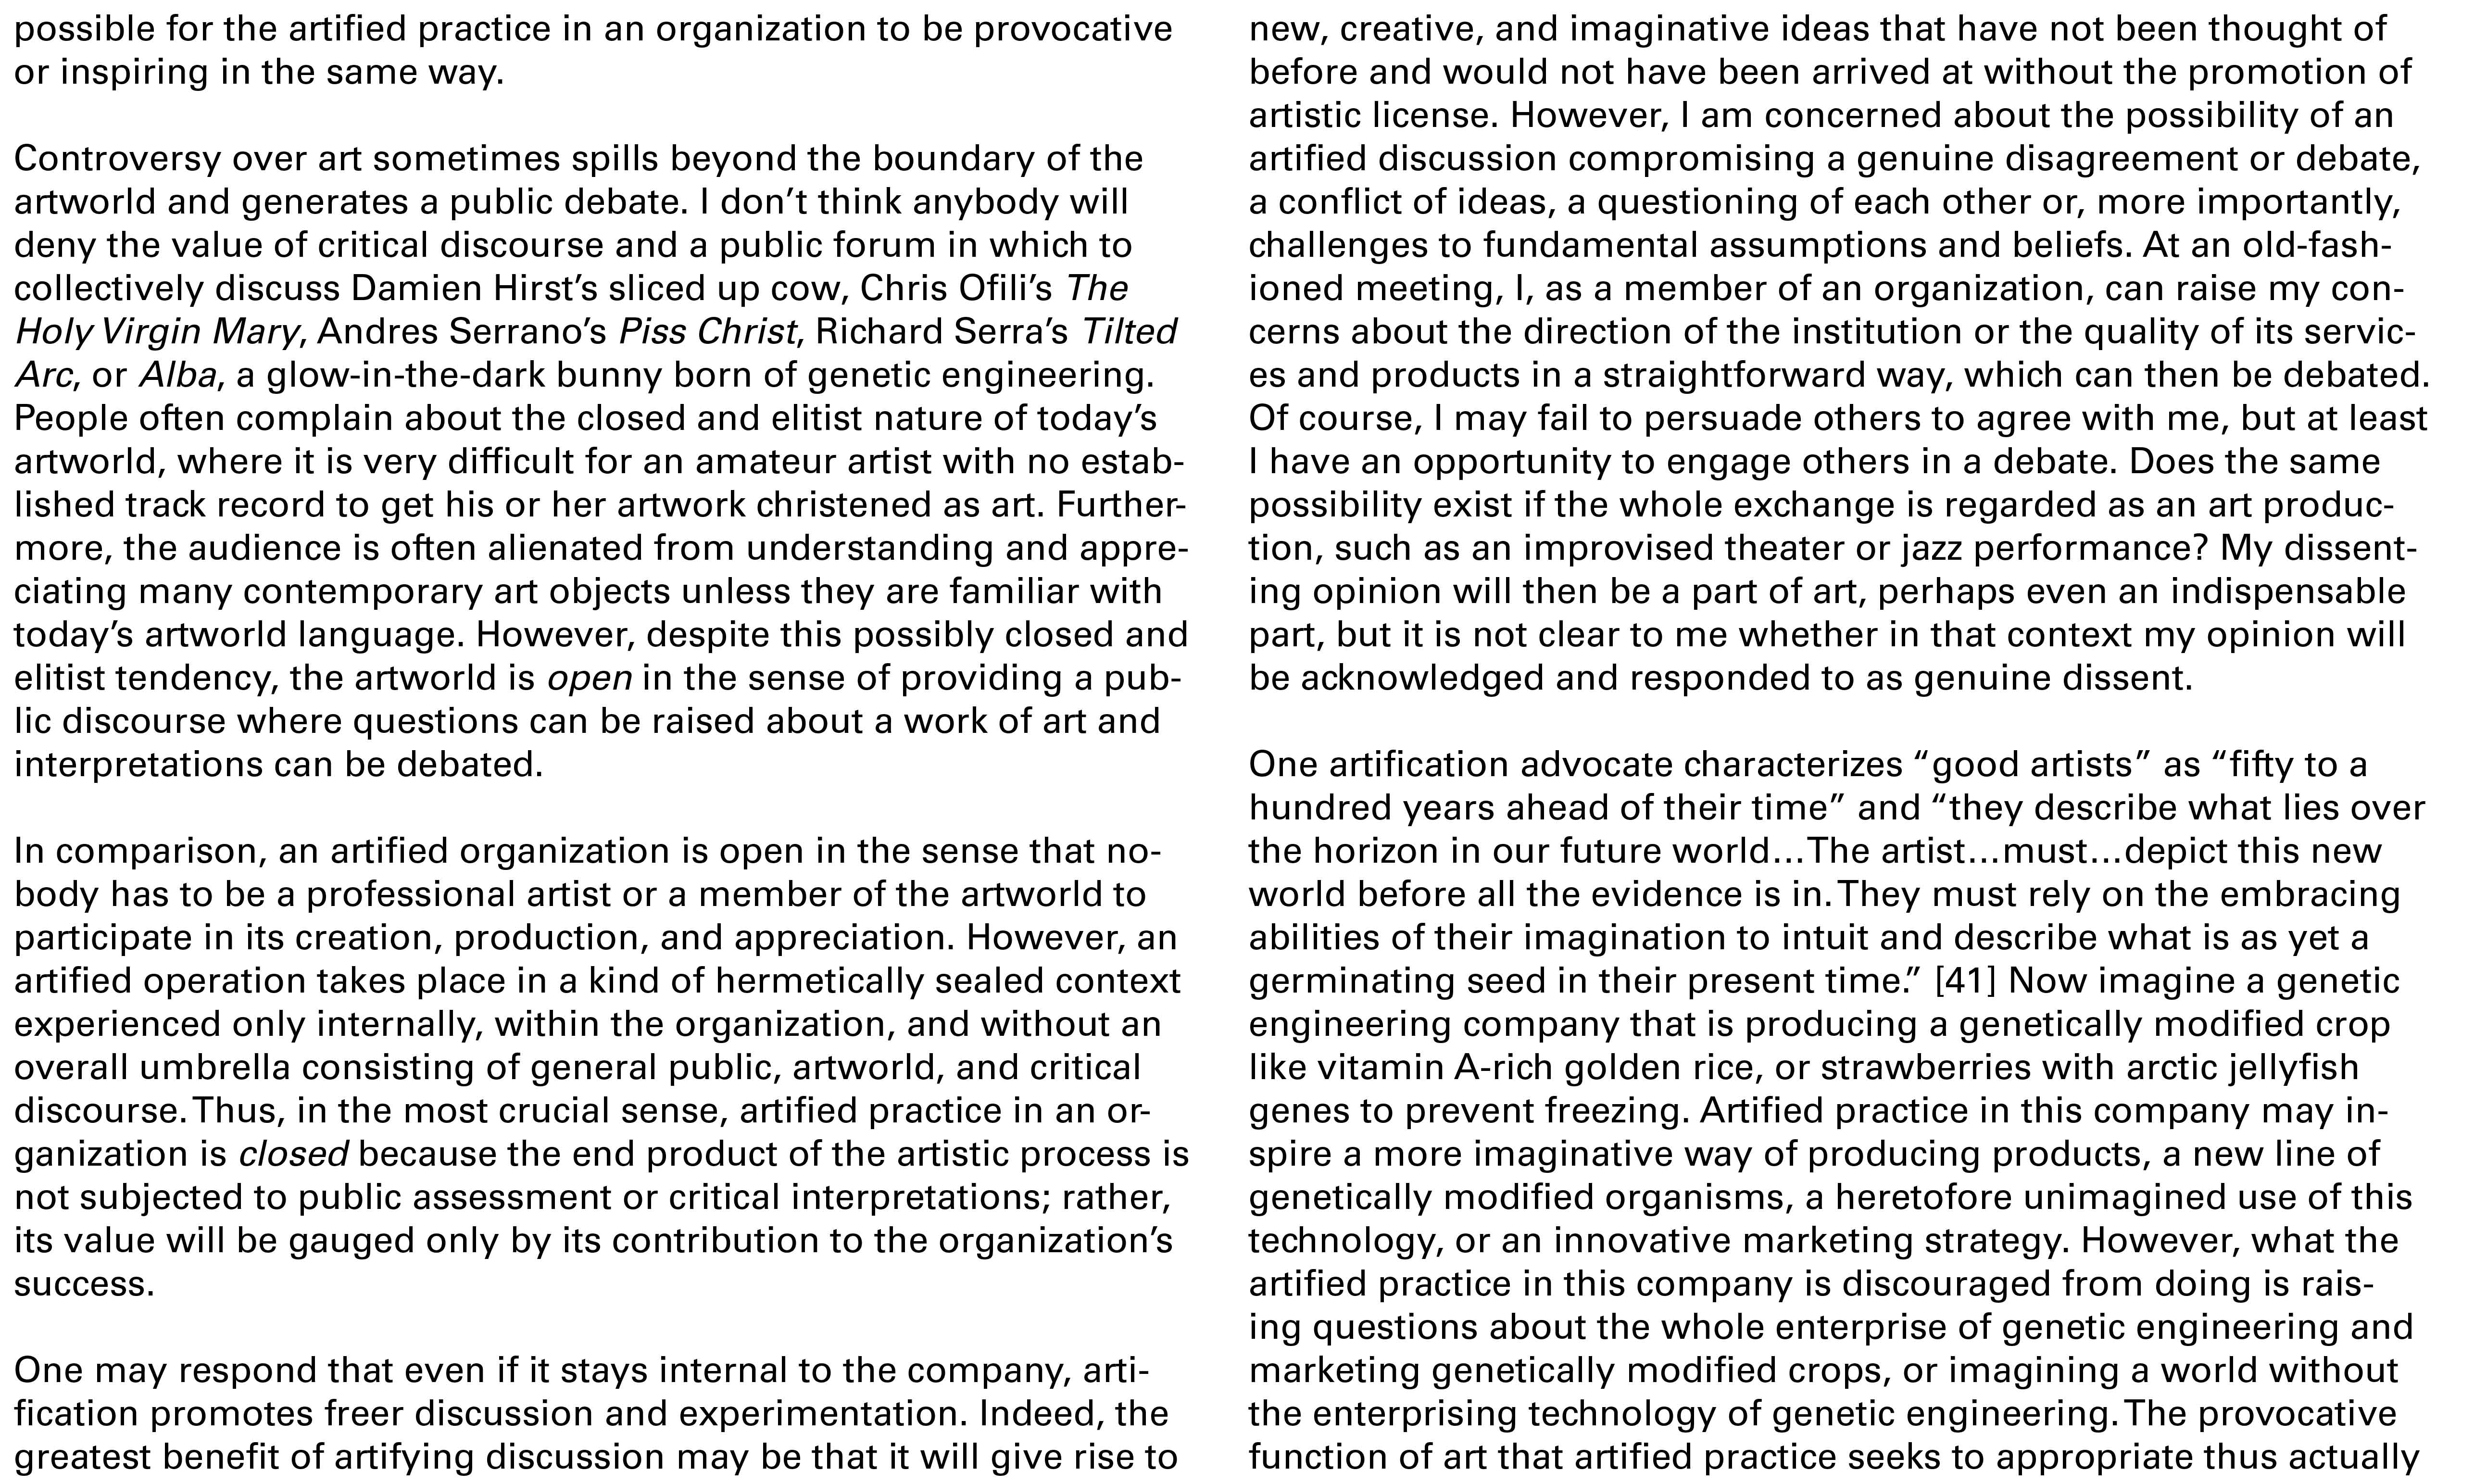 possible for the artified practice in an organization to be provocative
or inspiring in the same way.
Controversy over art sometimes spills beyond the boundary of the
artworld and generates a public debate. I don’t think anybody will
deny the value of critical discourse and a public forum in which to
collectively discuss Damien Hirst’s sliced up cow, Chris Ofili’s The
Holy Virgin Mary, Andres Serrano’s Piss Christ, Richard Serra’s Tilted
Arc, or Alba, a glow-in-the-dark bunny born of genetic engineering.
People often complain about the closed and elitist nature of today’s
artworld, where it is very difficult for an amateur artist with no estab-
lished track record to get his or her artwork christened as art. Further-
more, the audience is often alienated from understanding and appre-
ciating many contemporary art objects unless they are familiar with
today’s artworld language. However, despite this possibly closed and
elitist tendency, the artworld is open in the sense of providing a pub-
lic discourse where questions can be raised about a work of art and
interpretations can be debated.
In comparison, an artified organization is open in the sense that no-
body has to be a professional artist or a member of the artworld to
participate in its creation, production, and appreciation. However, an
artified operation takes place in a kind of hermetically sealed context
experienced only internally, within the organization, and without an
overall umbrella consisting of general public, artworld, and critical
discourse. Thus, in the most crucial sense, artified practice in an or-
ganization is closed because the end product of the artistic process is
not subjected to public assessment or critical interpretations; rather,
its value will be gauged only by its contribution to the organization’s
success.
One may respond that even if it stays internal to the company, arti-
fication promotes freer discussion and experimentation. Indeed, the
greatest benefit of artifying discussion may be that it will give rise to
new, creative, and imaginative ideas that have not been thought of
before and would not have been arrived at without the promotion of
artistic license. However, I am concerned about the possibility of an
artified discussion compromising a genuine disagreement or debate,
a conflict of ideas, a questioning of each other or, more importantly,
challenges to fundamental assumptions and beliefs. At an old-fash-
ioned meeting, I, as a member of an organization, can raise my con-
cerns about the direction of the institution or the quality of its servic-
es and products in a straightforward way, which can then be debated.
Of course, I may fail to persuade others to agree with me, but at least
I have an opportunity to engage others in a debate. Does the same
possibility exist if the whole exchange is regarded as an art produc-
tion, such as an improvised theater or jazz performance? My dissent-
ing opinion will then be a part of art, perhaps even an indispensable
part, but it is not clear to me whether in that context my opinion will
be acknowledged and responded to as genuine dissent.
One artification advocate characterizes “good artists” as “fifty to a
hundred years ahead of their time” and “they describe what lies over
the horizon in our future world...The artist...must...depict this new
world before all the evidence is in. They must rely on the embracing
abilities of their imagination to intuit and describe what is as yet a
germinating seed in their present time.” [41] Now imagine a genetic
engineering company that is producing a genetically modified crop
like vitamin A-rich golden rice, or strawberries with arctic jellyfish
genes to prevent freezing. Artified practice in this company may in-
spire a more imaginative way of producing products, a new line of
genetically modified organisms, a heretofore unimagined use of this
technology, or an innovative marketing strategy. However, what the
artified practice in this company is discouraged from doing is rais-
ing questions about the whole enterprise of genetic engineering and
marketing genetically modified crops, or imagining a world without
the enterprising technology of genetic engineering. The provocative
function of art that artified practice seeks to appropriate thus actually